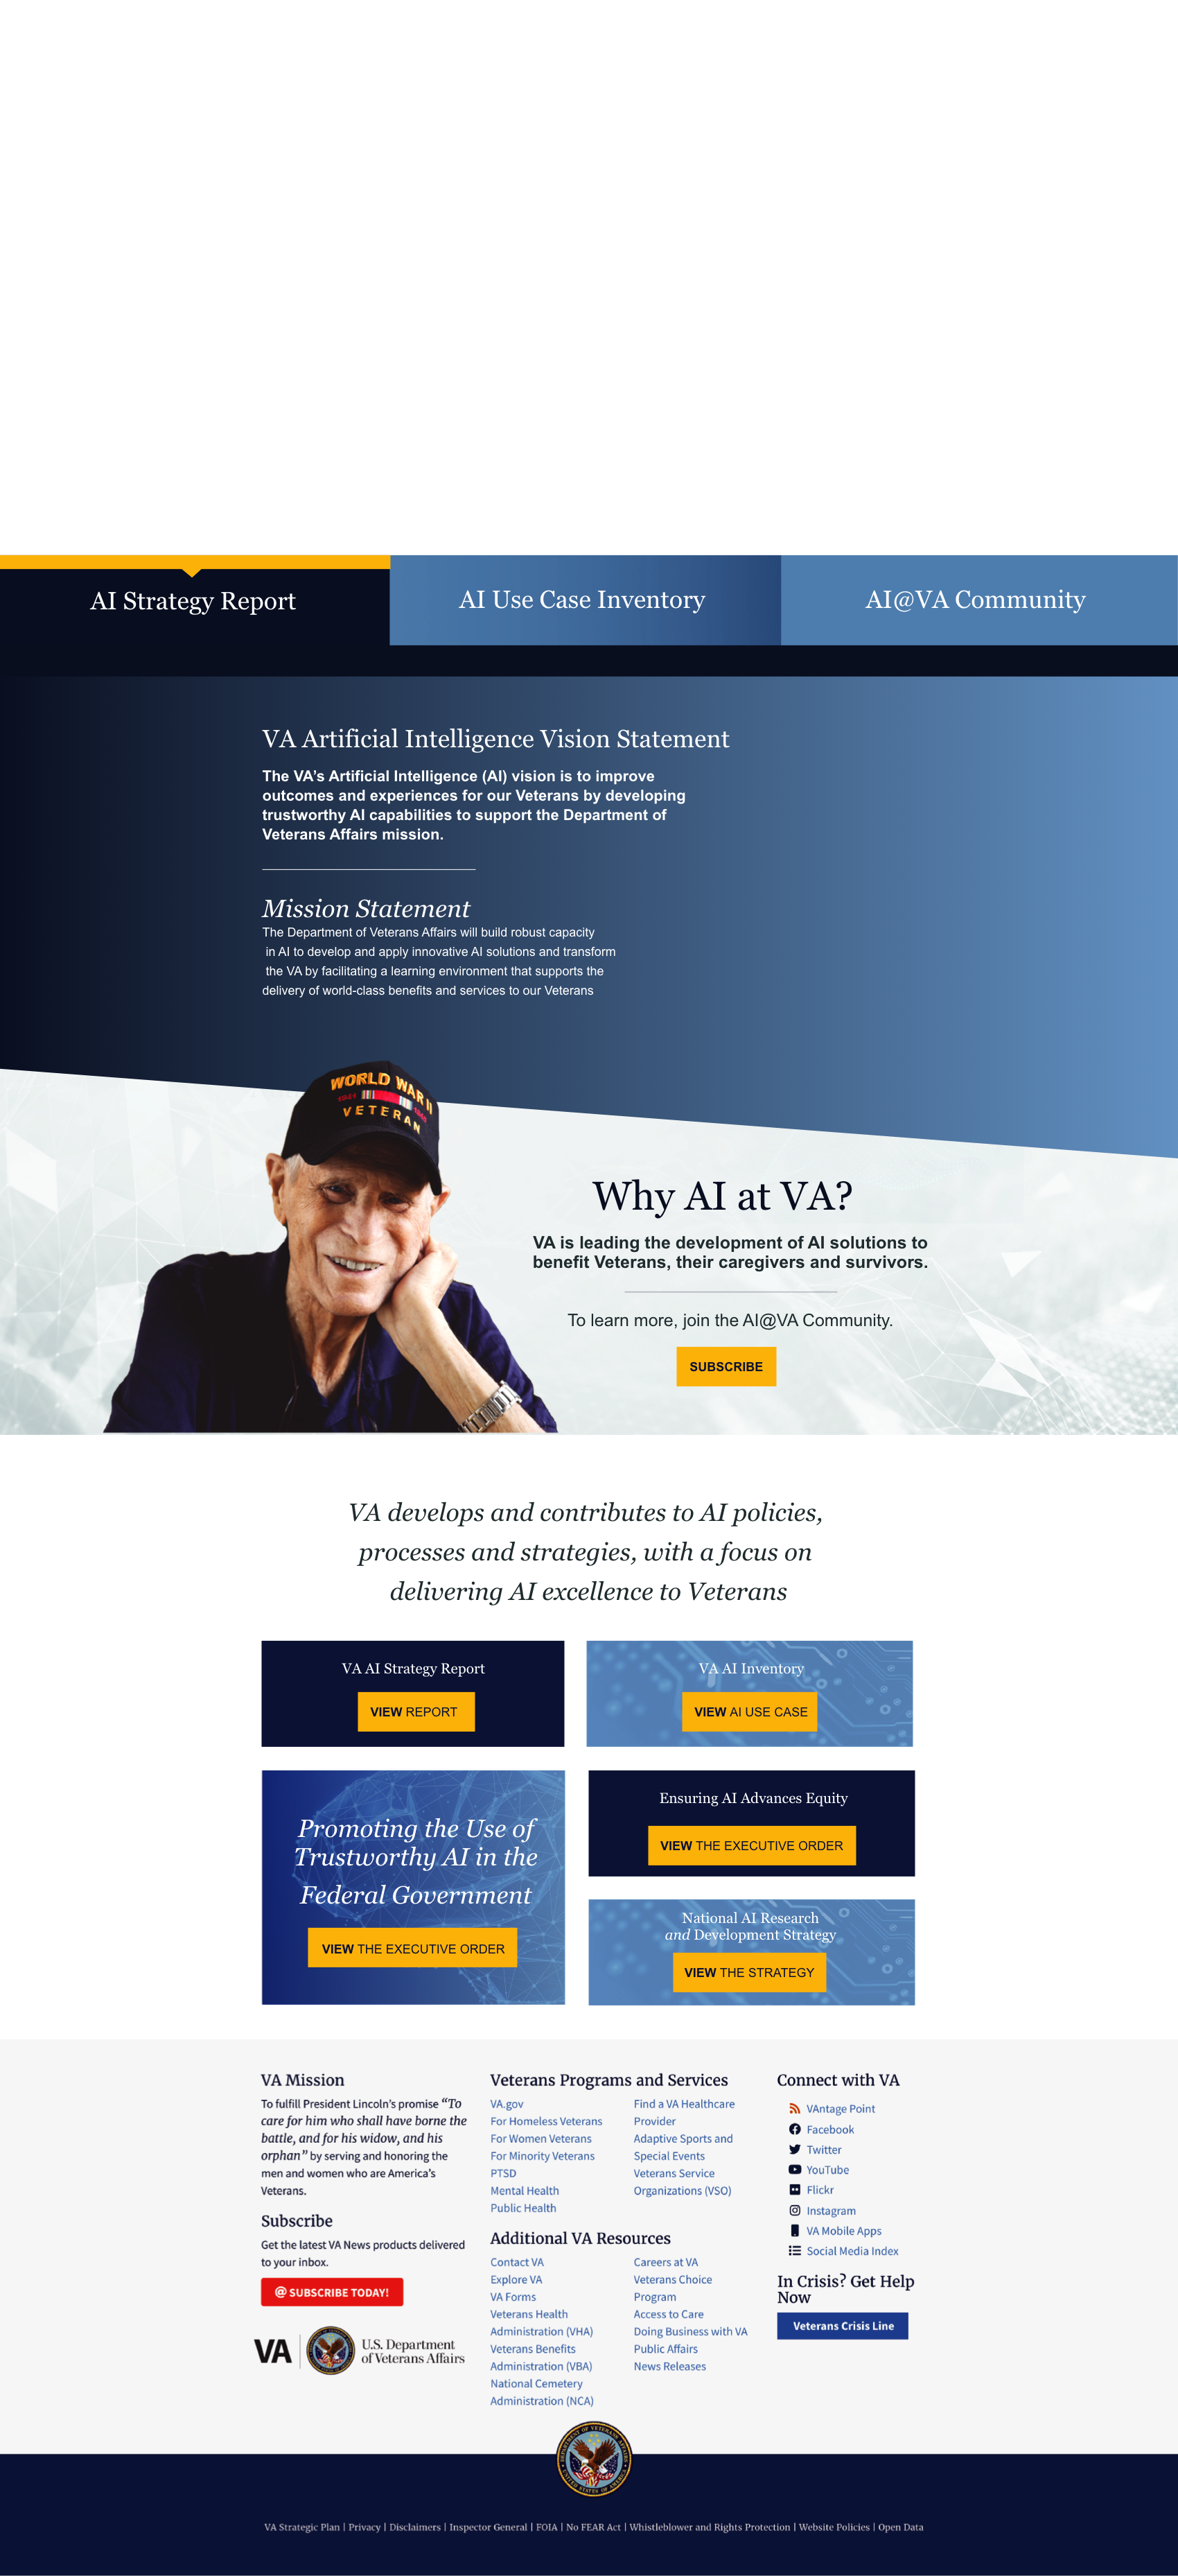 AI Strategy Report
AI Use Case Inventory
AI@VA Community
VA Artificial Intelligence Vision Statement
The VA’s Artificial Intelligence (AI) vision is to improve
outcomes and experiences for our Veterans by developing
trustworthy AI capabilities to support the Department of
Veterans Affairs mission.
Mission Statement
The Department of Veterans Affairs will build robust capacity
in AI to develop and apply innovative AI solutions and transform
the VA by facilitating a learning environment that supports the
delivery of world-class benefits and services to our Veterans
WORLD WAR II
1941 1945
VETERAN
Why AI at VA?
VA is leading the development of AI solutions to
benefit Veterans, their caregivers and survivors.
To learn more, join the AI@VA Community.
SUBSCRIBE
VA develops and contributes to AI policies,
processes and strategies, with a focus on
delivering AI excellence to Veterans
VA AI Strategy Report
VIEW REPORT
VA AI Inventory
VIEW AI USE CASE
Promoting the Use of
Trustworthy AI in the
Federal Government
VIEW THE EXECUTIVE ORDER
Ensuring AI Advances Equity
VIEW THE EXECUTIVE ORDER
National AI Research
and Development Strategy
VIEW THE STRATEGY
VA Mission
To fulfill President Lincoln’s promise “To
care for him who shall have borne the
battle, and for his widow, and his
orphan” by serving and honoring the
men and women who are America’s
Veterans.
Subscribe
Get the latest VA News products delivered
to your inbox.
@ SUBSCRIBE TODAY!
VA
U.S. Department
of Veterans Affairs
Veterans Programs and Services
VA.gov
For Homeless Veterans
For Women Veterans
For Minority Veterans
PTSD
Mental Health
Public Health
Find a VA Healthcare
Provider
Adaptive Sports and
Special Events
Veterans Service
Organizations (VSO)
Additional VA Resources
Contact VA
Explore VA
VA Forms
Veterans Health
Administration (VHA)
Veterans Benefits
Administration (VBA)
National Cemetery
Administration (NCA)
Careers at VA
Veterans Choice
Program
Access to Care
Doing Business with VA
Public Affairs
News Releases
Connect with VA
VAntage Point
Facebook
Twitter
YouTube
Flickr
Instagram
VA Mobile Apps
Social Media Index
In Crisis? Get Help
Now
Veterans Crisis Line
DEPARTMENT OF VETERANS AFFAIRS
UNITED STATES OF AMERICA
VA Strategic Plan | Privacy | Disclaimers | Inspector General | FOIA | No FEAR Act | Whistleblower and Rights Protection | Website Policies | Open Data